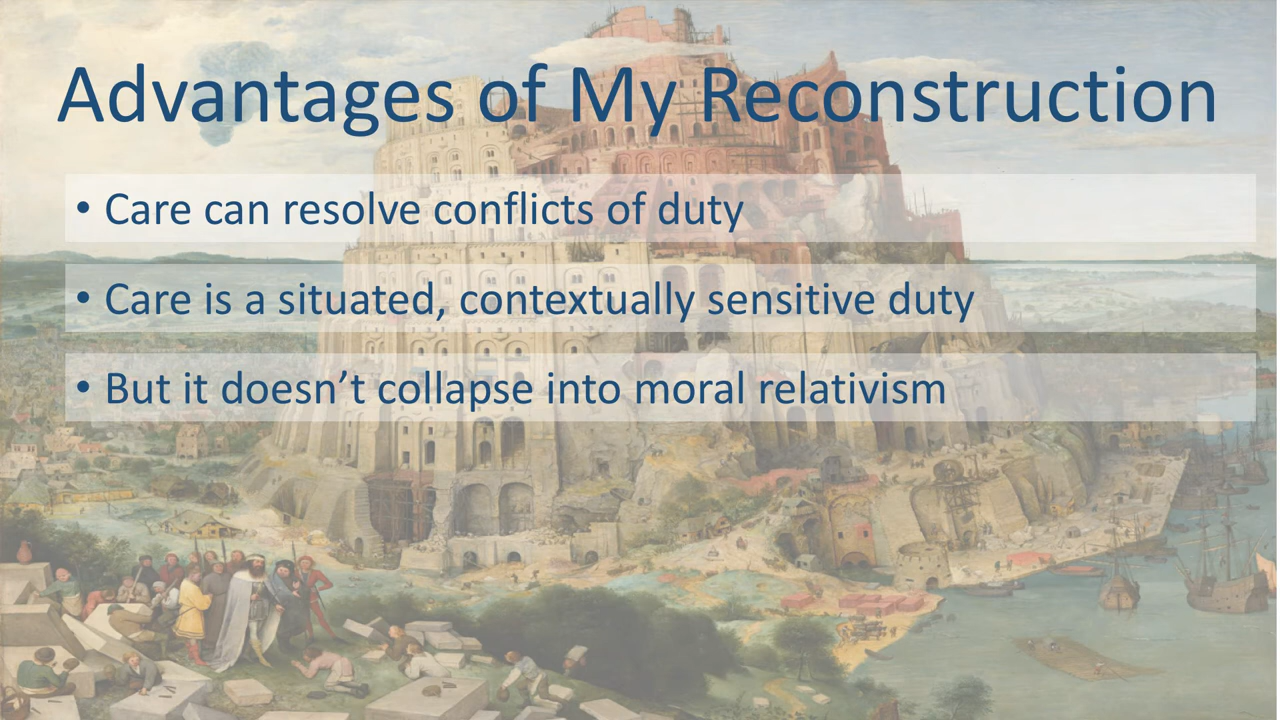 Advantages of My Reconstruction
• Care can resolve conflicts of duty
• Care is a situated, contextually sensitive duty
• But it doesn’t collapse into moral relativism